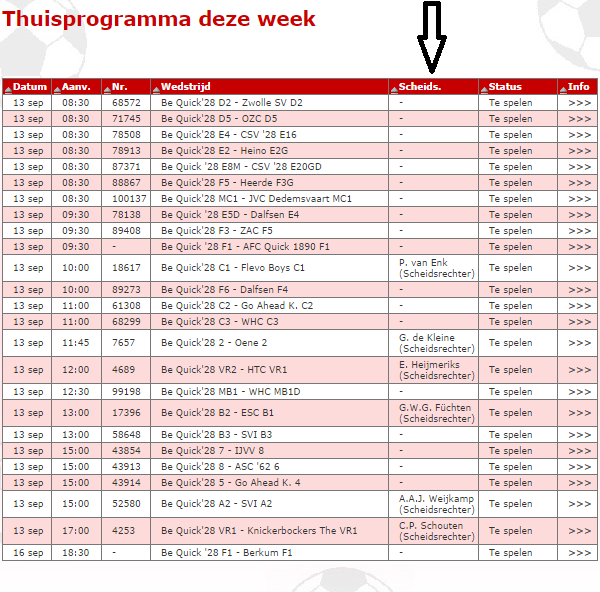 Thuisprogramma deze week
Datum Aanv. Nr. Wedstrijd Scheids. Status Info
13 sep 08:30 68572 Be Quick'28 D2 - Zwolle SV D2 - Te spelen >>>
13 sep 08:30 71745 Be Quick'28 D5 - OZC D5 - Te spelen >>>
13 sep 08:30 78508 Be Quick'28 E4 - CSV '28 E16 - Te spelen >>>
13 sep 08:30 78913 Be Quick'28 E2 - Heino E2G - Te spelen >>>
13 sep 08:30 87371 Be Quick '28 E8M - CSV '28 E20GD - Te spelen >>>
13 sep 08:30 88867 Be Quick'28 F5 - Heerde F3G - Te spelen >>>
13 sep 08:30 100137 Be Quick'28 MC1 - JVC Dedemsvaart MC1 - Te spelen >>>
13 sep 09:30 78138 Be Quick '28 E5D - Dalfsen E4 - Te spelen >>>
13 sep 09:30 89408 Be Quick'28 F3 - ZAC F5 - Te spelen >>>
13 sep 09:30 - Be Quick '28 F1 - AFC Quick 1890 F1 - Te spelen >>>
13 sep 10:00 18617 Be Quick'28 C1 - Flevo Boys C1 P. van Enk (Scheidsrechter) Te spelen >>>
13 sep 10:00 89273 Be Quick'28 F6 - Dalfsen F4 - Te spelen >>>
13 sep 11:00 61308 Be Quick'28 C2 - Go Ahead K. C2 - Te spelen >>>
13 sep 11:00 68299 Be Quick'28 C3 - WHC C3 - Te spelen >>>
13 sep 11:45 7657 Be Quick'28 2 - Oene 2 G. de Kleine (Scheidsrechter) Te spelen >>>
13 sep 12:00 4689 Be Quick'28 VR2 - HTC VR1 E. Heijmeriks (Scheidsrechter) Te spelen >>>
13 sep 12:30 99198 Be Quick'28 MB1 - WHC MB1D - Te spelen >>>
13 sep 13:00 17396 Be Quick'28 B2 - ESC B1 G.W.G. Füchten (Scheidsrechter) Te spelen >>>
13 sep 13:00 58648 Be Quick'28 B3 - SVI B3 - Te spelen >>>
13 sep 15:00 43854 Be Quick'28 7 - IJVV 8 - Te spelen >>>
13 sep 15:00 43913 Be Quick'28 8 - ASC '62 6 - Te spelen >>>
13 sep 15:00 43914 Be Quick'28 5 - Go Ahead K. 4 - Te spelen >>>
13 sep 15:00 52580 Be Quick'28 A2 - SVI A2 A.A.J. Weijkamp (Scheidsrechter) Te spelen >>>
13 sep 17:00 4253 Be Quick'28 VR1 - Knickerbockers The VR1 C.P. Schouten (Scheidsrechter) Te spelen >>>
16 sep 18:30 - Be Quick '28 F1 - Berkum F1 - Te spelen >>>